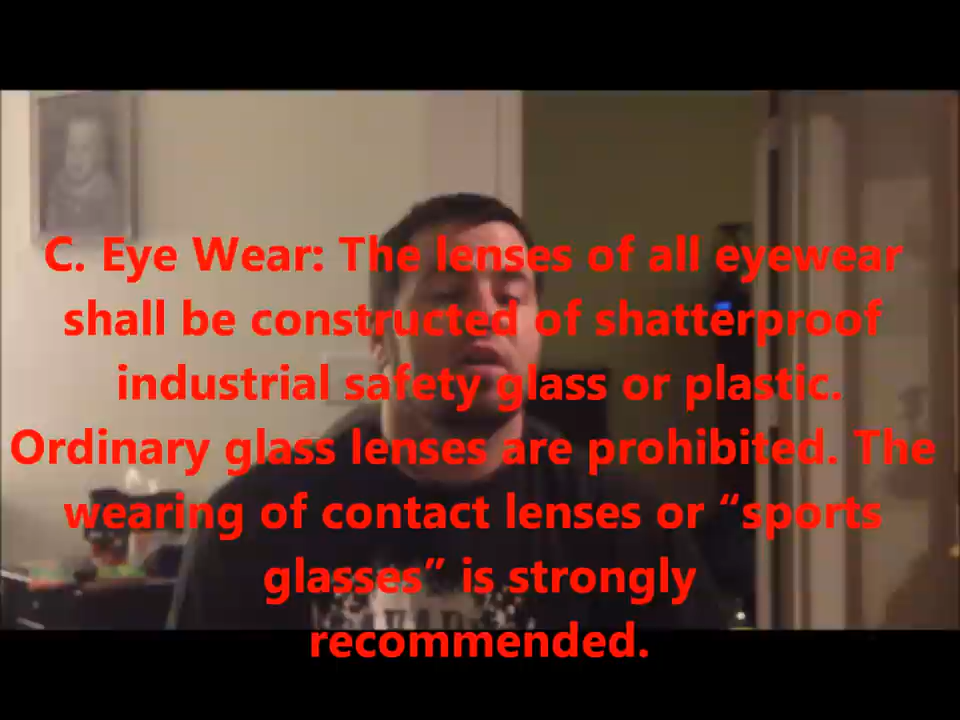 C. Eye Wear: The lenses of all eyewear
shall be constructed of shatterproof
industrial safety glass or plastic.
Ordinary glass lenses are prohibited. The
wearing of contact lenses or “sports
glasses” is strongly
recommended.